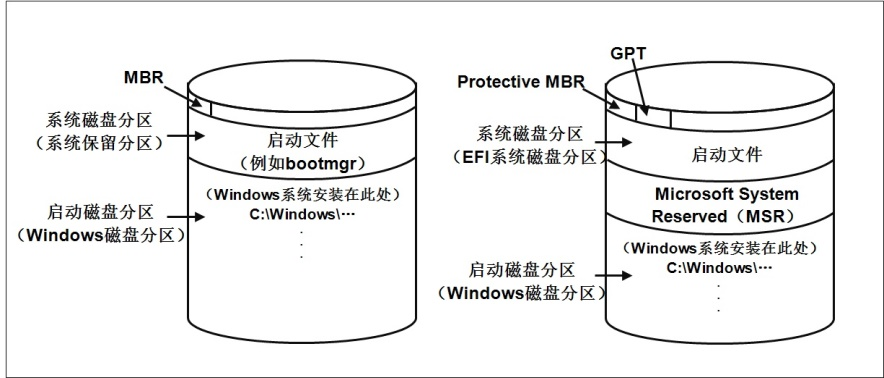 MBR
系统磁盘分区
（系统保留分区）
启动文件
（例如bootmgr）
启动磁盘分区
（Windows磁盘分区）
（Windows系统安装在此处）
C:\Windows\…
.
.
.
GPT
Protective MBR
系统磁盘分区
（EFI系统磁盘分区）
启动文件
Microsoft System
Reserved（MSR）
启动磁盘分区
（Windows磁盘分区）
（Windows系统安装在此处）
C:\Windows\…
.
.
.